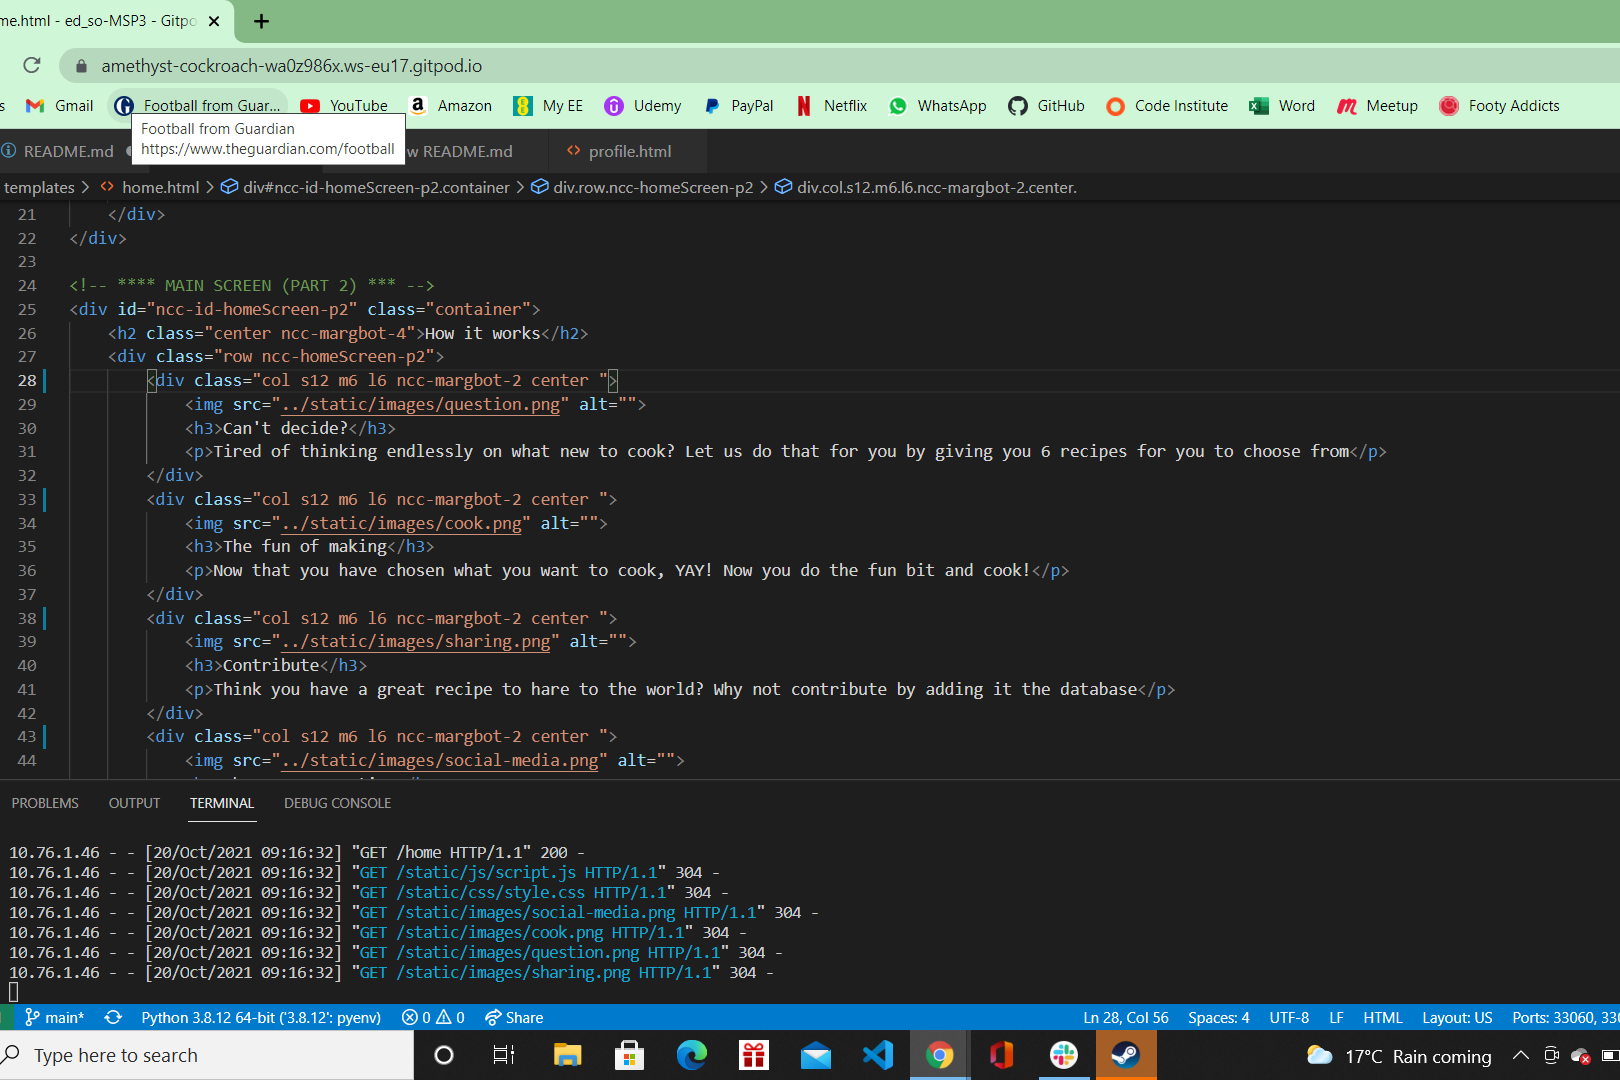 me.html - ed_so-MSP3 - Gitpo
amethyst-cockroach-wa0z986x.ws-eu17.gitpod.io
s Gmail Football from Guar... YouTube Amazon My EE Udemy PayPal Netflix WhatsApp GitHub Code Institute Word Meetup Footy Addicts
Football from Guardian
https://www.theguardian.com/football
README.md w README.md profile.html
templates > home.html > div#ncc-id-homeScreen-p2.container > div.row.ncc-homeScreen-p2 > div.col.s12.m6.l6.ncc-margbot-2.center.
21 </div>
22 </div>
23
24 <!-- **** MAIN SCREEN (PART 2) *** -->
25 <div id="ncc-id-homeScreen-p2" class="container">
26 <h2 class="center ncc-margbot-4">How it works</h2>
27 <div class="row ncc-homeScreen-p2">
28 <div class="col s12 m6 l6 ncc-margbot-2 center ">
29 <img src="../static/images/question.png" alt="">
30 <h3>Can't decide?</h3>
31 <p>Tired of thinking endlessly on what new to cook? Let us do that for you by giving you 6 recipes for you to choose from</p>
32 </div>
33 <div class="col s12 m6 l6 ncc-margbot-2 center ">
34 <img src="../static/images/cook.png" alt="">
35 <h3>The fun of making</h3>
36 <p>Now that you have chosen what you want to cook, YAY! Now you do the fun bit and cook!</p>
37 </div>
38 <div class="col s12 m6 l6 ncc-margbot-2 center ">
39 <img src="../static/images/sharing.png" alt="">
40 <h3>Contribute</h3>
41 <p>Think you have a great recipe to hare to the world? Why not contribute by adding it the database</p>
42 </div>
43 <div class="col s12 m6 l6 ncc-margbot-2 center ">
44 <img src="../static/images/social-media.png" alt="">
PROBLEMS OUTPUT TERMINAL DEBUG CONSOLE
10.76.1.46 - - [20/Oct/2021 09:16:32] "GET /home HTTP/1.1" 200 -
10.76.1.46 - - [20/Oct/2021 09:16:32] "GET /static/js/script.js HTTP/1.1" 304 -
10.76.1.46 - - [20/Oct/2021 09:16:32] "GET /static/css/style.css HTTP/1.1" 304 -
10.76.1.46 - - [20/Oct/2021 09:16:32] "GET /static/images/social-media.png HTTP/1.1" 304 -
10.76.1.46 - - [20/Oct/2021 09:16:32] "GET /static/images/cook.png HTTP/1.1" 304 -
10.76.1.46 - - [20/Oct/2021 09:16:32] "GET /static/images/question.png HTTP/1.1" 304 -
10.76.1.46 - - [20/Oct/2021 09:16:32] "GET /static/images/sharing.png HTTP/1.1" 304 -
main* Python 3.8.12 64-bit ('3.8.12': pyenv) 0 0 Share Ln 28, Col 56 Spaces: 4 UTF-8 LF HTML Layout: US Ports: 33060, 330
Type here to search 17°C Rain coming